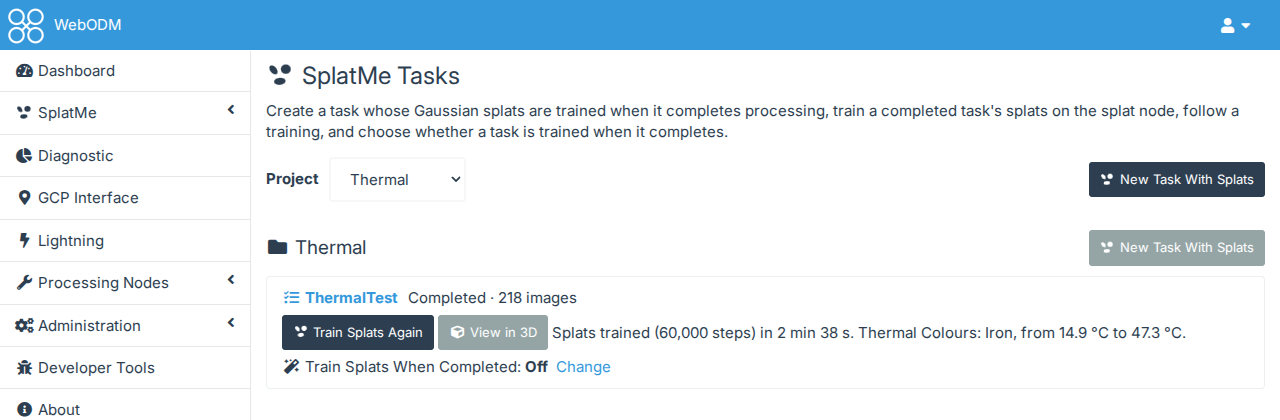 WebODM
Dashboard
SplatMe
Diagnostic
GCP Interface
Lightning
Processing Nodes
Administration
Developer Tools
About
SplatMe Tasks
Create a task whose Gaussian splats are trained when it completes processing, train a completed task's splats on the splat node, follow a
training, and choose whether a task is trained when it completes.
Project Thermal New Task With Splats
Thermal New Task With Splats
ThermalTest Completed · 218 images
Train Splats Again View in 3D Splats trained (60,000 steps) in 2 min 38 s. Thermal Colours: Iron, from 14.9 °C to 47.3 °C.
Train Splats When Completed: Off Change